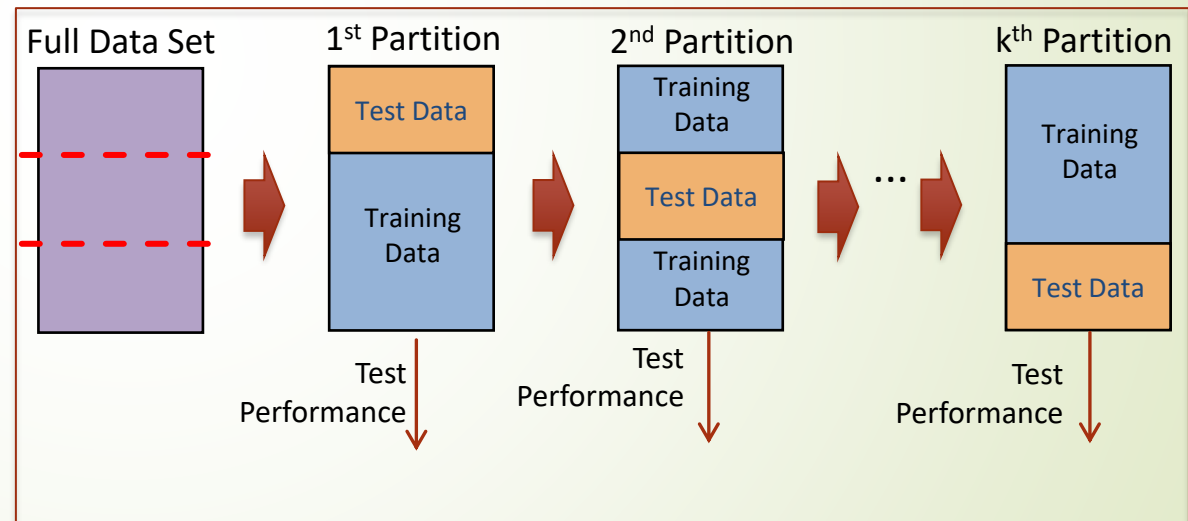 Full Data Set
1st Partition
2nd Partition
kth Partition
Test Data
Training
Data
Training
Data
Test Data
Training
Data
...
Training
Data
Test Data
Test
Performance
Test
Performance
Test
Performance